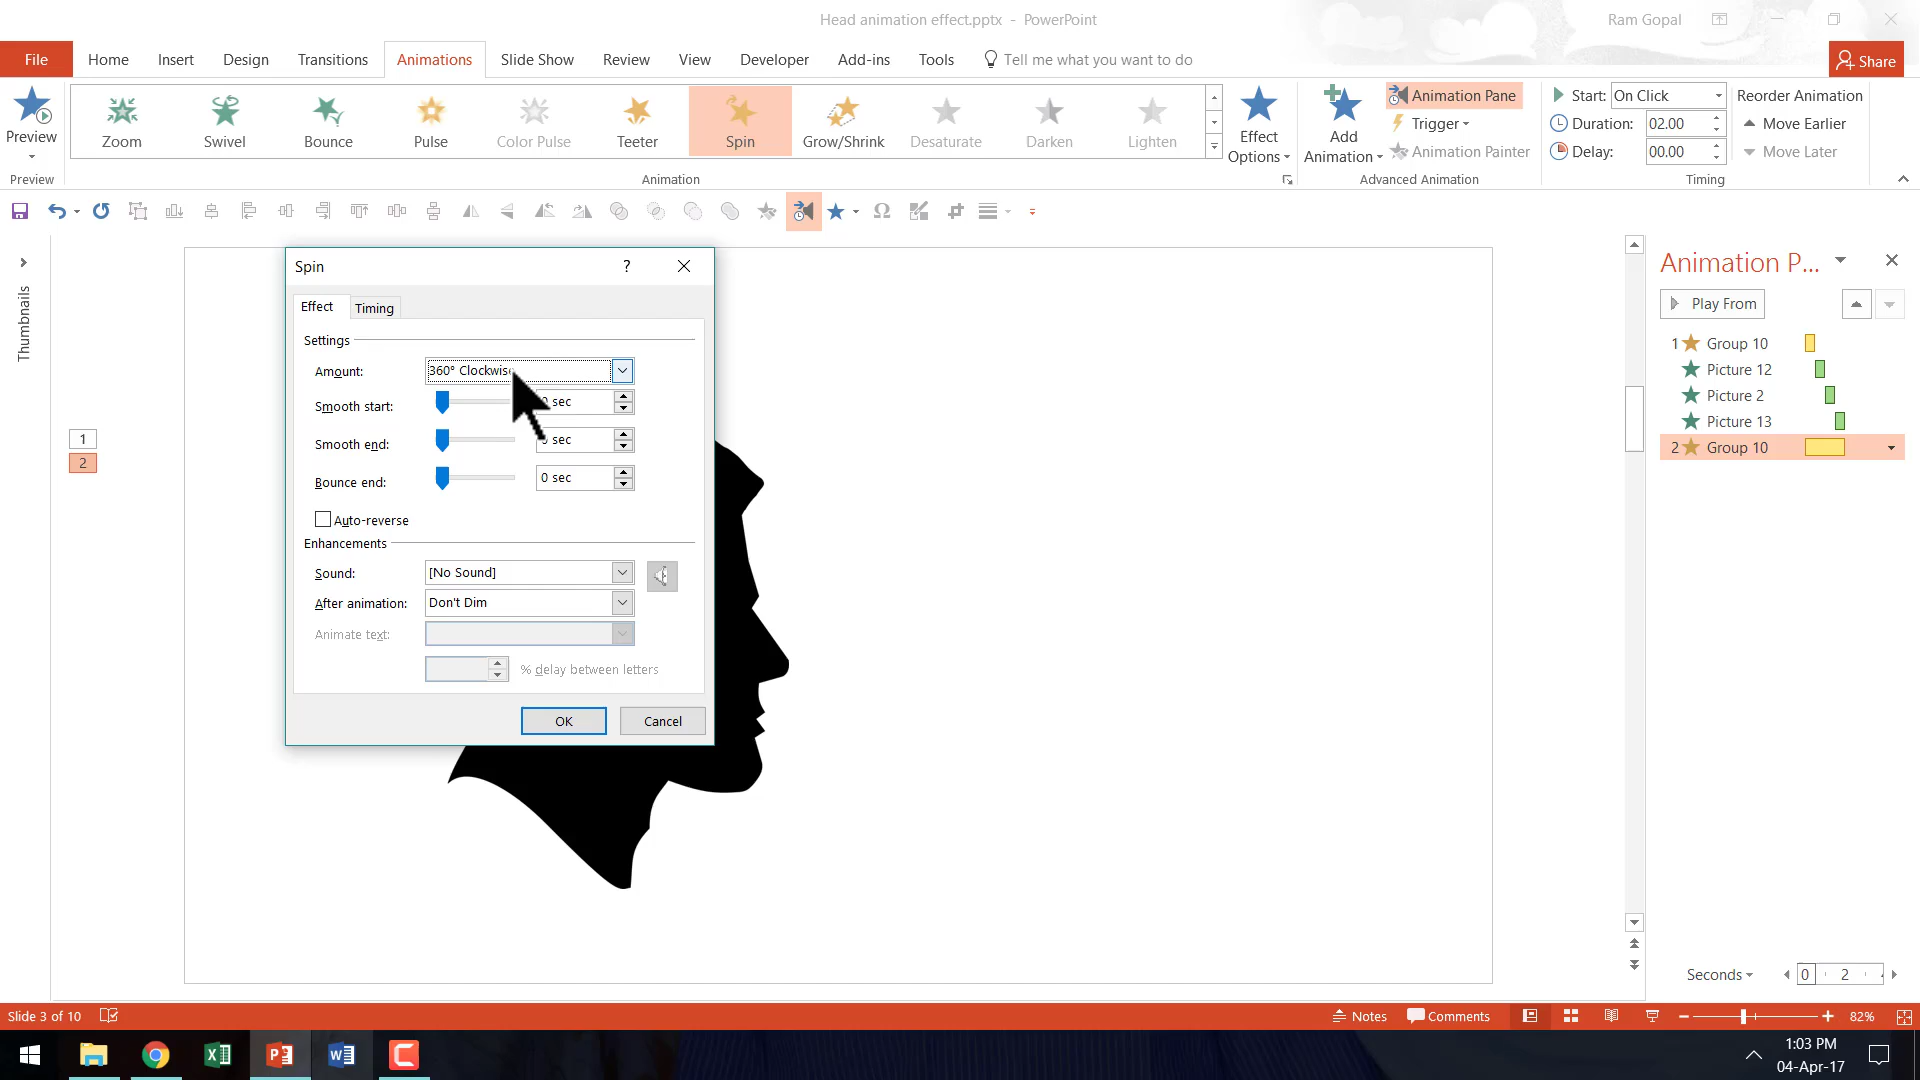 Head animation effect.pptx - PowerPoint
Ram Gopal
File Home Insert Design Transitions Animations Slide Show Review View Developer Add-ins Tools Tell me what you want to do
Share
Preview
Zoom Swivel Bounce Pulse Color Pulse Teeter Spin Grow/Shrink Desaturate Darken Lighten
Effect Options
Add Animation
Animation Pane
Trigger
Animation Painter
Start: On Click
Duration: 02.00
Delay: 00.00
Reorder Animation
Move Earlier
Move Later
Preview Animation Advanced Animation Timing
Thumbnails
1
2
Spin ?
Effect Timing
Settings
Amount: 360° Clockwise
Smooth start: 0 sec
Smooth end: 0 sec
Bounce end: 0 sec
Auto-reverse
Enhancements
Sound: [No Sound]
After animation: Don't Dim
Animate text:
% delay between letters
OK Cancel
Animation P...
Play From
1 Group 10
Picture 12
Picture 2
Picture 13
2 Group 10
Seconds 0 2
Slide 3 of 10
Notes Comments 82%
1:03 PM
04-Apr-17